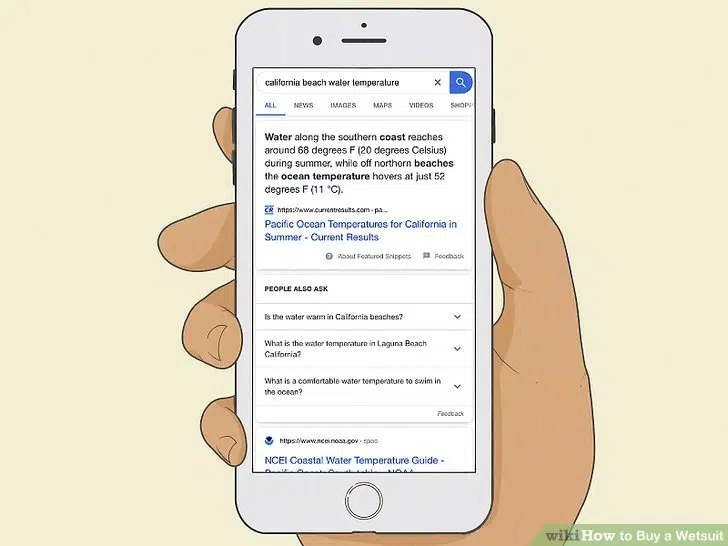 california beach water temperature
ALL NEWS IMAGES MAPS VIDEOS SHOPP
Water along the southern coast reaches
around 68 degrees F (20 degrees Celsius)
during summer, while off northern beaches
the ocean temperature hovers at just 52
degrees F (11 °C).
CR https://www.currentresults.com › pa...
Pacific Ocean Temperatures for California in
Summer - Current Results
About Featured Snippets Feedback
PEOPLE ALSO ASK
Is the water warm in California beaches?
What is the water temperature in Laguna Beach
California?
What is a comfortable water temperature to swim in
the ocean?
Feedback
https://www.ncei.noaa.gov › spac
NCEI Coastal Water Temperature Guide -
wikiHow to Buy a Wetsuit